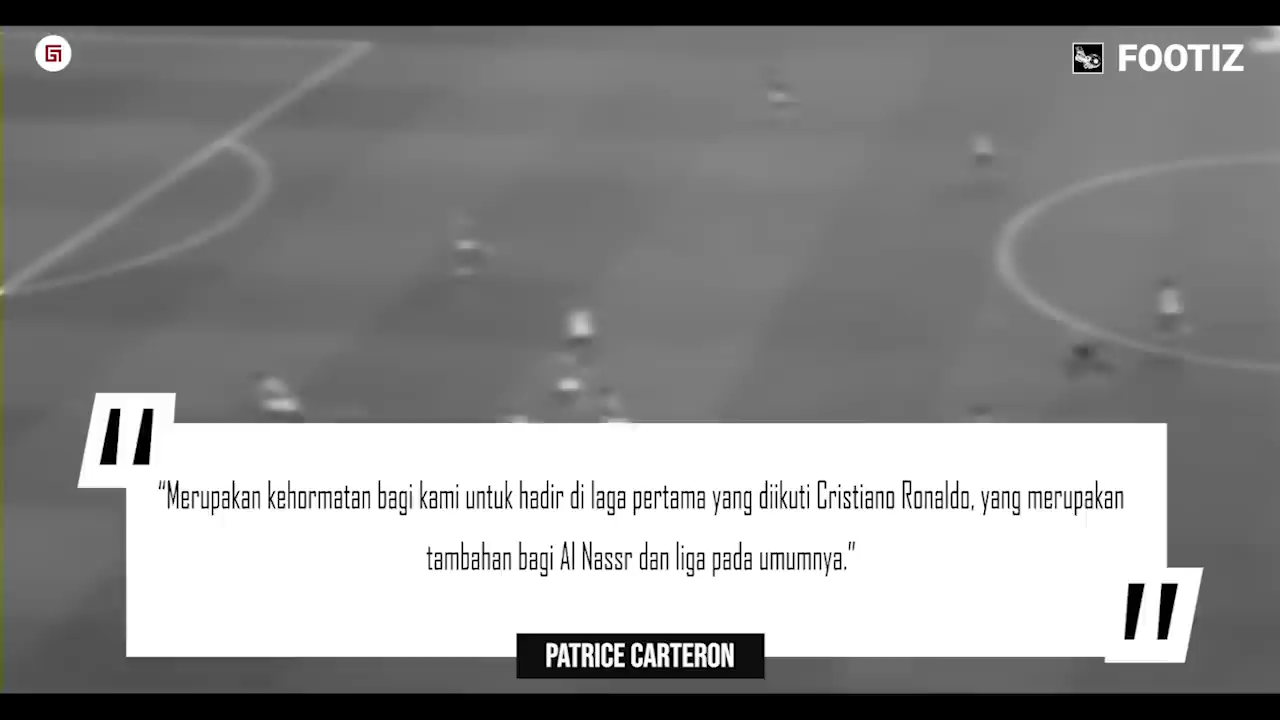 FOOTIZ
“Merupakan kehormatan bagi kami untuk hadir di laga pertama yang diikuti Cristiano Ronaldo, yang merupakan
tambahan bagi Al Nassr dan liga pada umumnya.”
PATRICE CARTERON